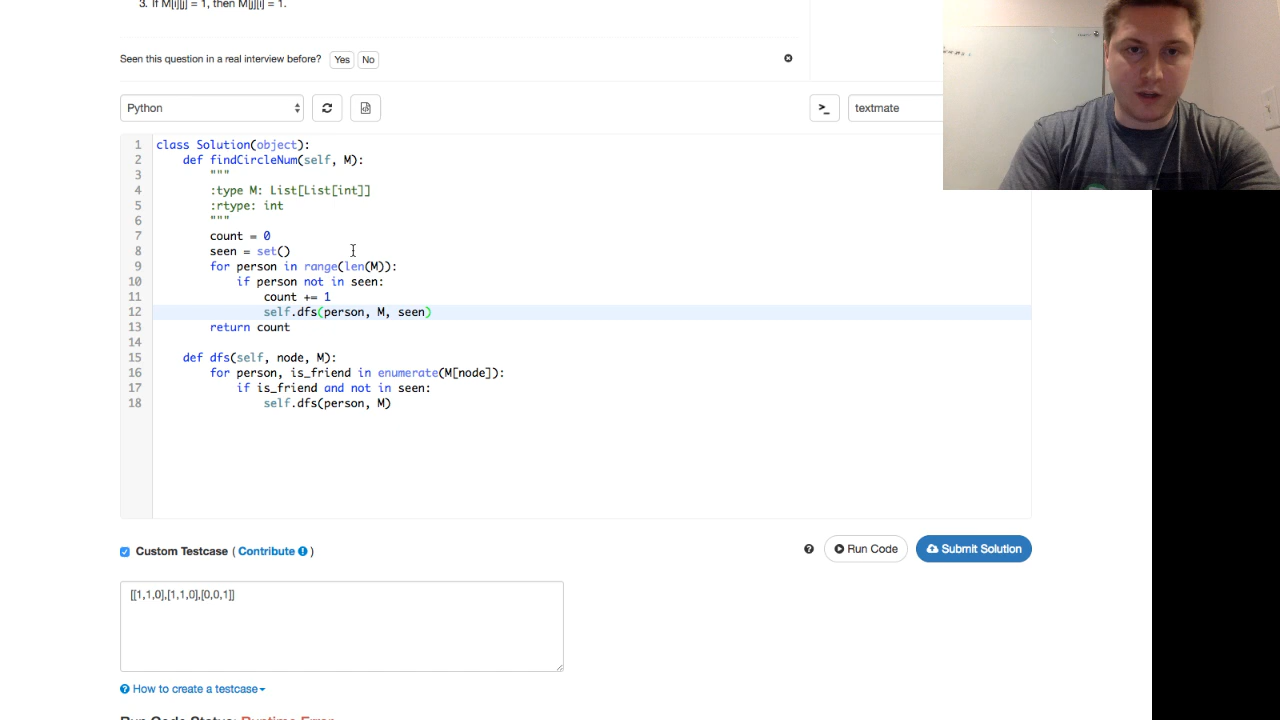 3. If M[i][j] = 1, then M[j][i] = 1.
Seen this question in a real interview before? Yes No
Python >_ textmate
1 class Solution(object):
2 def findCircleNum(self, M):
3 """
4 :type M: List[List[int]]
5 :rtype: int
6 """
7 count = 0
8 seen = set()
9 for person in range(len(M)):
10 if person not in seen:
11 count += 1
12 self.dfs(person, M, seen)
13 return count
14
15 def dfs(self, node, M):
16 for person, is_friend in enumerate(M[node]):
17 if is_friend and not in seen:
18 self.dfs(person, M)
Custom Testcase ( Contribute )
Run Code Submit Solution
[[1,1,0],[1,1,0],[0,0,1]]
How to create a testcase
Run Code Status: Runtime Error